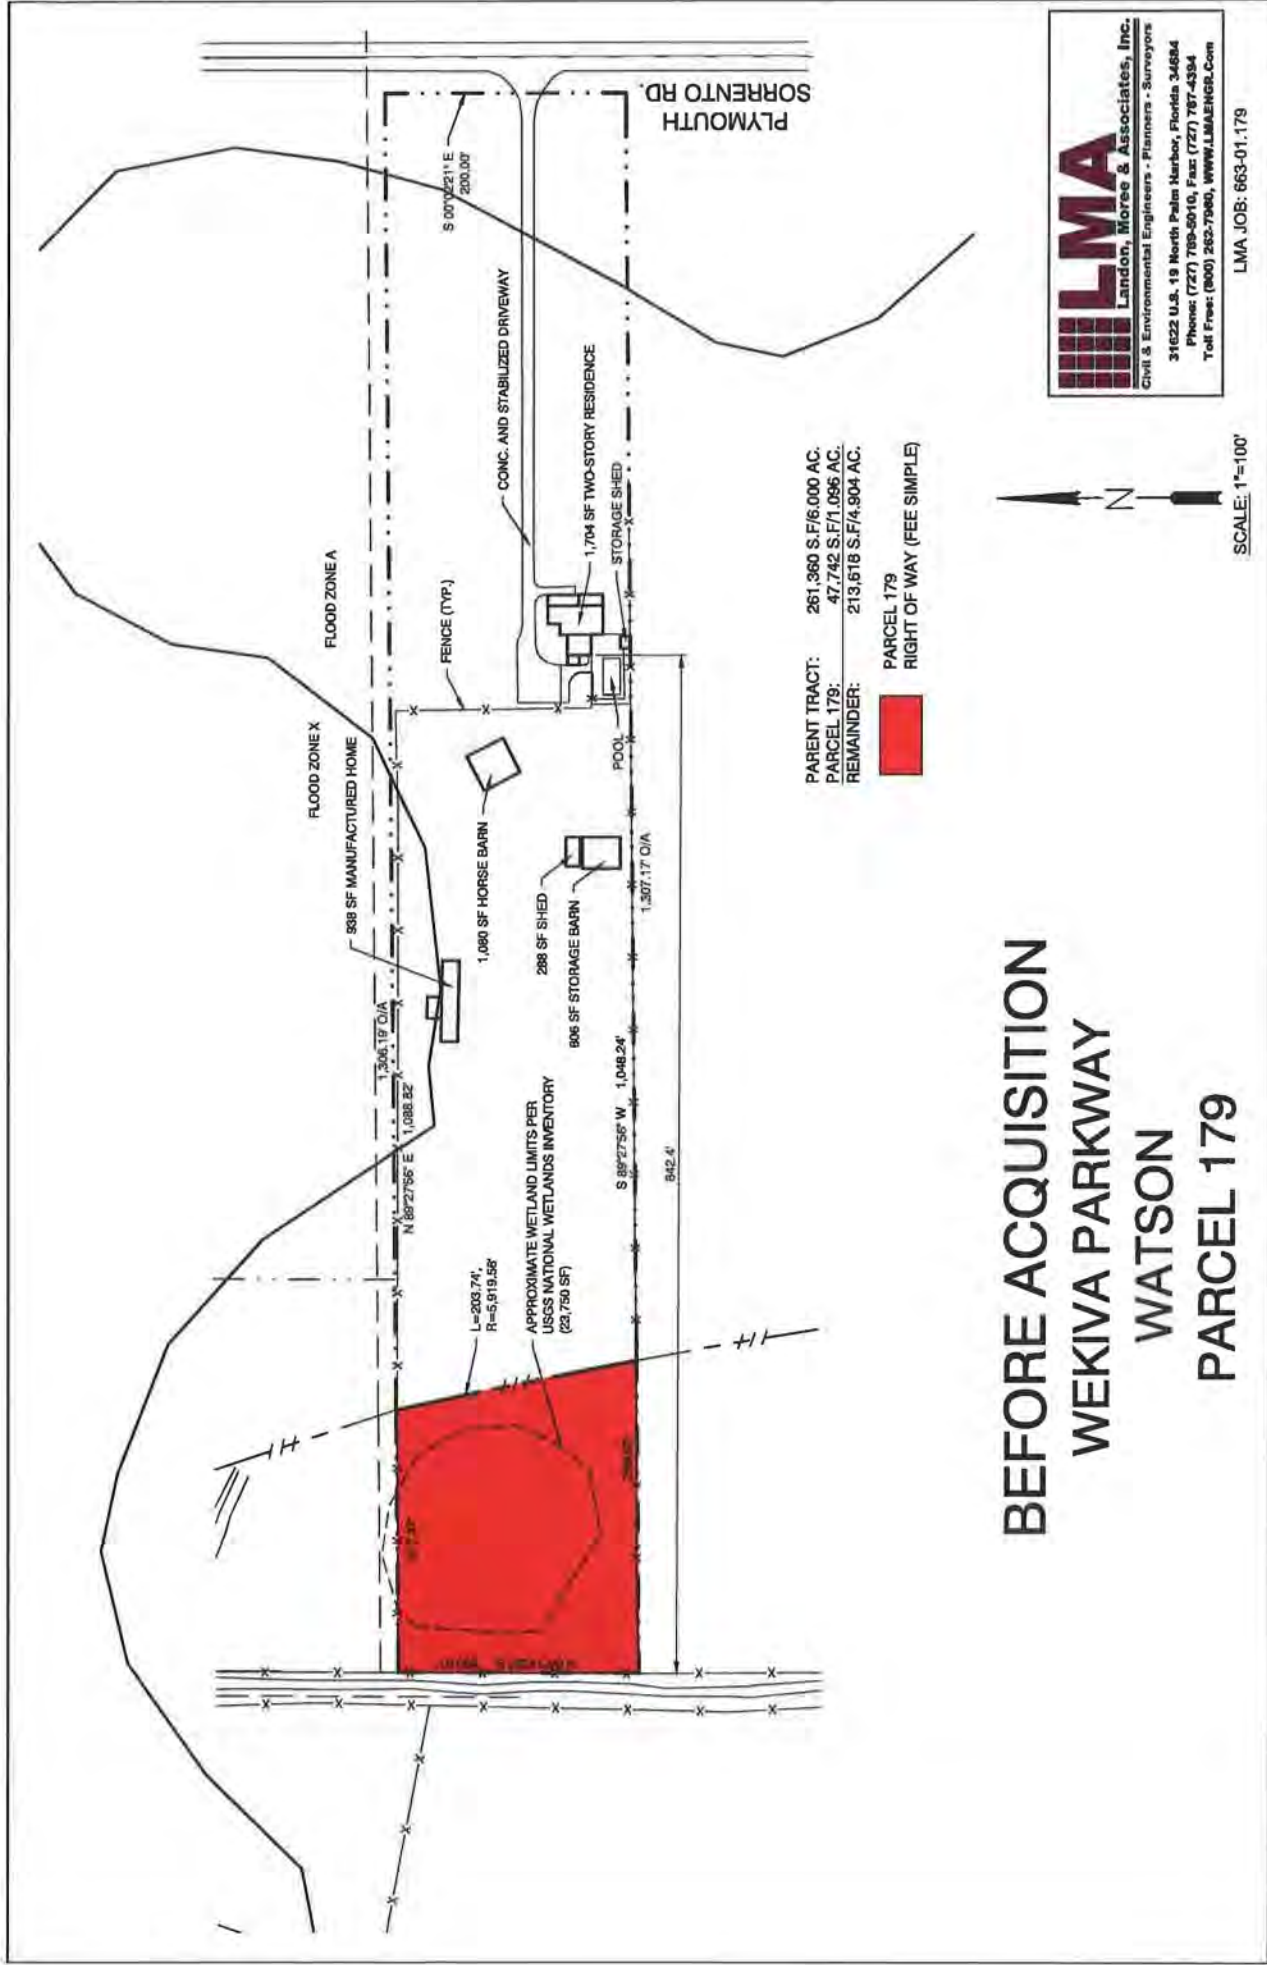 PLYMOUTH
SORRENTO RD.
S 00°02'21" E
200.00'
CONC. AND STABILIZED DRIVEWAY
1,704 SF TWO-STORY RESIDENCE
STORAGE SHED
FLOOD ZONE A
FENCE (TYP.)
FLOOD ZONE X
938 SF MANUFACTURED HOME
1,080 SF HORSE BARN
POOL
288 SF SHED
606 SF STORAGE BARN
1,307.17' O/A
1,306.19' O/A
N 89°27'56" E 1,088.82'
S 89°27'56" W 1,048.24'
842.4'
L=203.74',
R=5,919.58'
APPROXIMATE WETLAND LIMITS PER
USGS NATIONAL WETLANDS INVENTORY
(23,750 SF)
PARENT TRACT: 261,360 S.F/6.000 AC.
PARCEL 179: 47,742 S.F/1.096 AC.
REMAINDER: 213,618 S.F/4.904 AC.
PARCEL 179
RIGHT OF WAY (FEE SIMPLE)
N
SCALE: 1"=100'
BEFORE ACQUISITION
WEKIVA PARKWAY
WATSON
PARCEL 179
LMA
Landon, Moree & Associates, Inc.
Civil & Environmental Engineers - Planners - Surveyors
31622 U.S. 19 North Palm Harbor, Florida 34684
Phone: (727) 789-5010, Fax: (727) 787-4394
Toll Free: (800) 262-7960, WWW.LMAENGR.Com
LMA JOB: 663-01.179